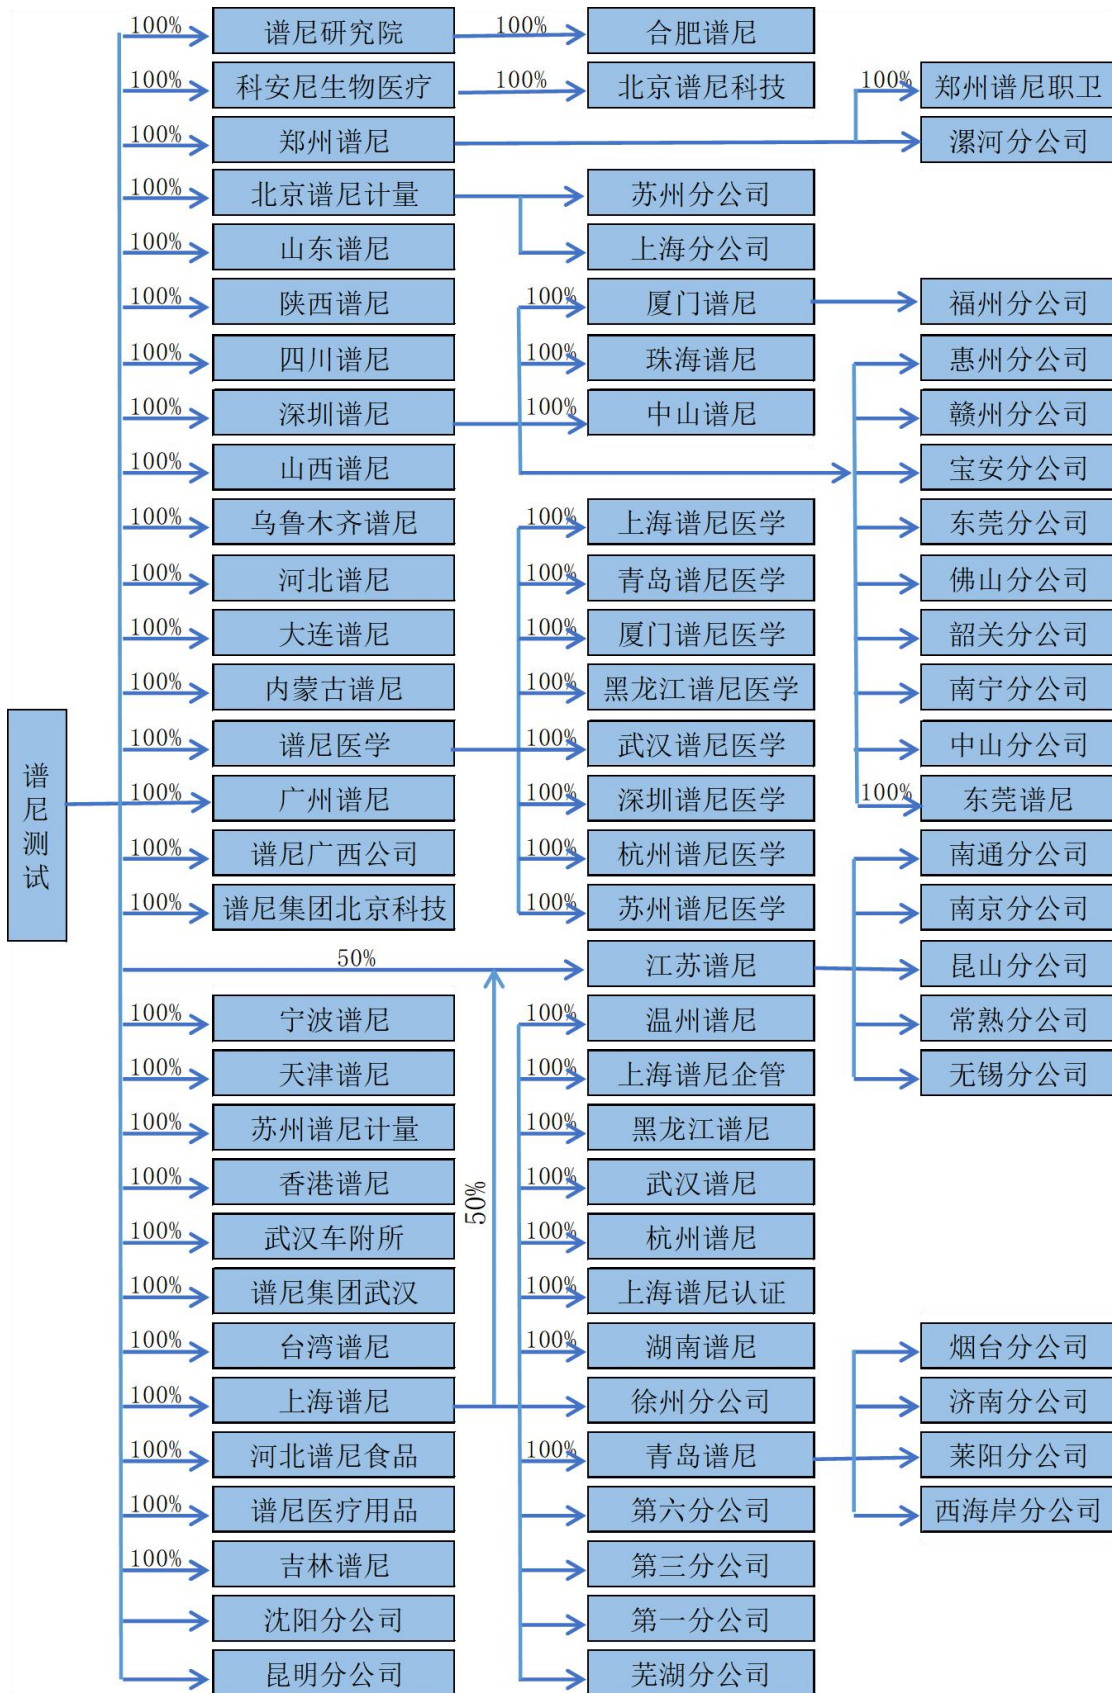 100% 谱尼研究院 100% 合肥谱尼
100% 科安尼生物医疗 100% 北京谱尼科技 100% 郑州谱尼职卫
100% 郑州谱尼 漯河分公司
100% 北京谱尼计量 苏州分公司
100% 山东谱尼 上海分公司
100% 陕西谱尼 100% 厦门谱尼 福州分公司
100% 四川谱尼 100% 珠海谱尼 惠州分公司
100% 深圳谱尼 100% 中山谱尼 赣州分公司
100% 山西谱尼 宝安分公司
100% 乌鲁木齐谱尼 100% 上海谱尼医学 东莞分公司
100% 河北谱尼 100% 青岛谱尼医学 佛山分公司
100% 大连谱尼 100% 厦门谱尼医学 韶关分公司
100% 内蒙古谱尼 100% 黑龙江谱尼医学 南宁分公司
100% 谱尼医学 100% 武汉谱尼医学 中山分公司
谱尼测试 100% 广州谱尼 100% 深圳谱尼医学 100% 东莞谱尼
100% 谱尼广西公司 100% 杭州谱尼医学 南通分公司
100% 谱尼集团北京科技 100% 苏州谱尼医学 南京分公司
50% 江苏谱尼 昆山分公司
100% 宁波谱尼 100% 温州谱尼 常熟分公司
100% 天津谱尼 100% 上海谱尼企管 无锡分公司
100% 苏州谱尼计量 100% 黑龙江谱尼
100% 香港谱尼 50% 100% 武汉谱尼
100% 武汉车附所 100% 杭州谱尼
100% 谱尼集团武汉 100% 上海谱尼认证
100% 台湾谱尼 100% 湖南谱尼 烟台分公司
100% 上海谱尼 徐州分公司 济南分公司
100% 河北谱尼食品 100% 青岛谱尼 莱阳分公司
100% 谱尼医疗用品 第六分公司 西海岸分公司
100% 吉林谱尼 第三分公司
沈阳分公司 第一分公司
昆明分公司 芜湖分公司